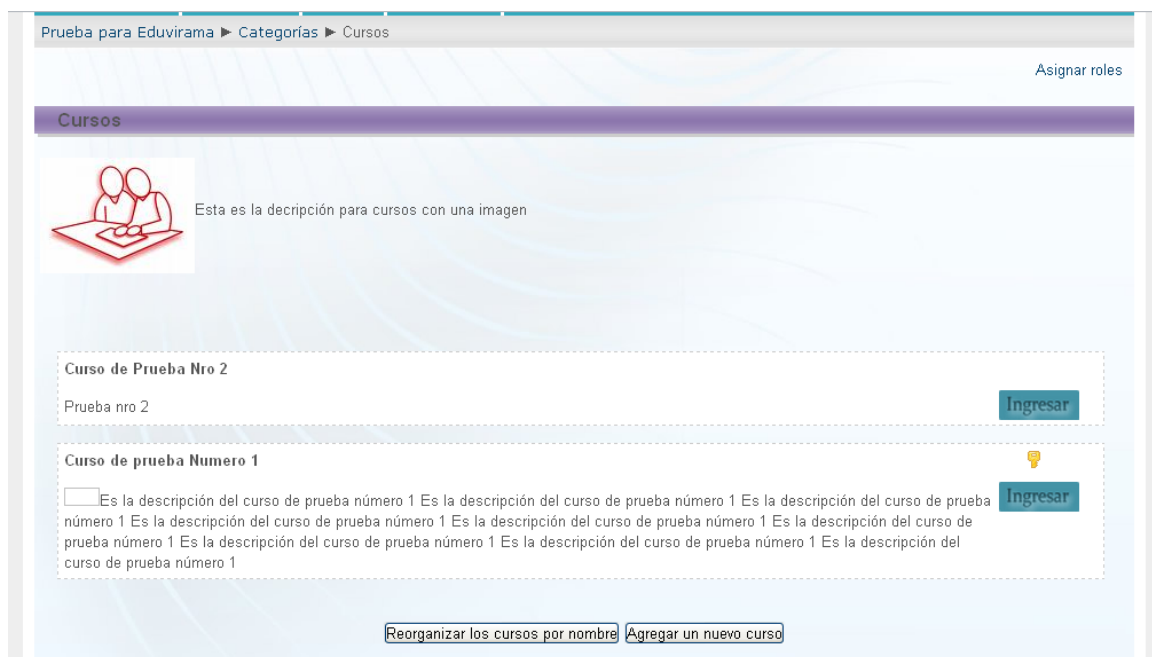 Prueba para Eduvirama ► Categorías ► Cursos
Asignar roles
Cursos
Esta es la decripción para cursos con una imagen
Curso de Prueba Nro 2
Prueba nro 2
Ingresar
Curso de prueba Numero 1
Es la descripción del curso de prueba número 1 Es la descripción del curso de prueba número 1 Es la descripción del curso de prueba
Ingresar
número 1 Es la descripción del curso de prueba número 1 Es la descripción del curso de prueba número 1 Es la descripción del curso de
prueba número 1 Es la descripción del curso de prueba número 1 Es la descripción del curso de prueba número 1 Es la descripción del
curso de prueba número 1
Reorganizar los cursos por nombre Agregar un nuevo curso